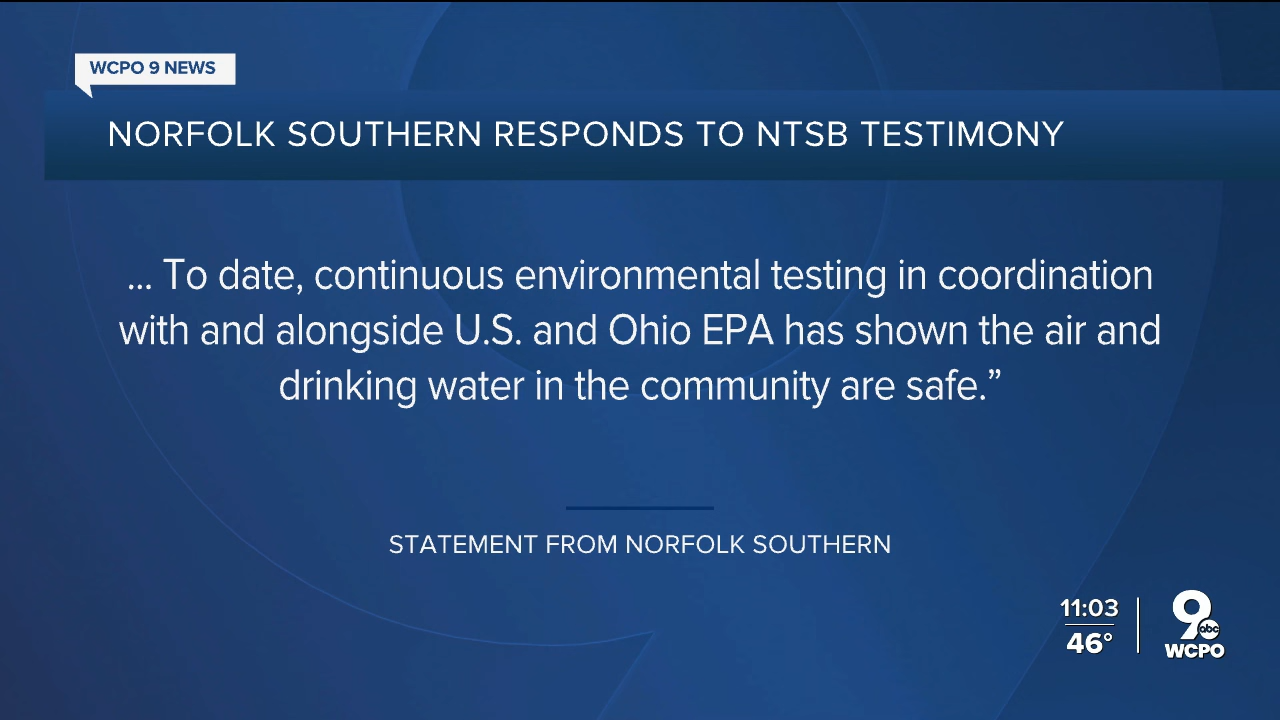 WCPO 9 NEWS
NORFOLK SOUTHERN RESPONDS TO NTSB TESTIMONY
... To date, continuous environmental testing in coordination
with and alongside U.S. and Ohio EPA has shown the air and
drinking water in the community are safe.”
STATEMENT FROM NORFOLK SOUTHERN
11:03
46°
9
abc
WCPO